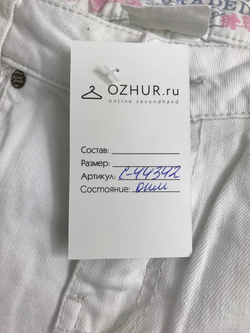 OZHUR.ru
online secondhand
Состав:
Размер:
Артикул: С-44342
Состояние: